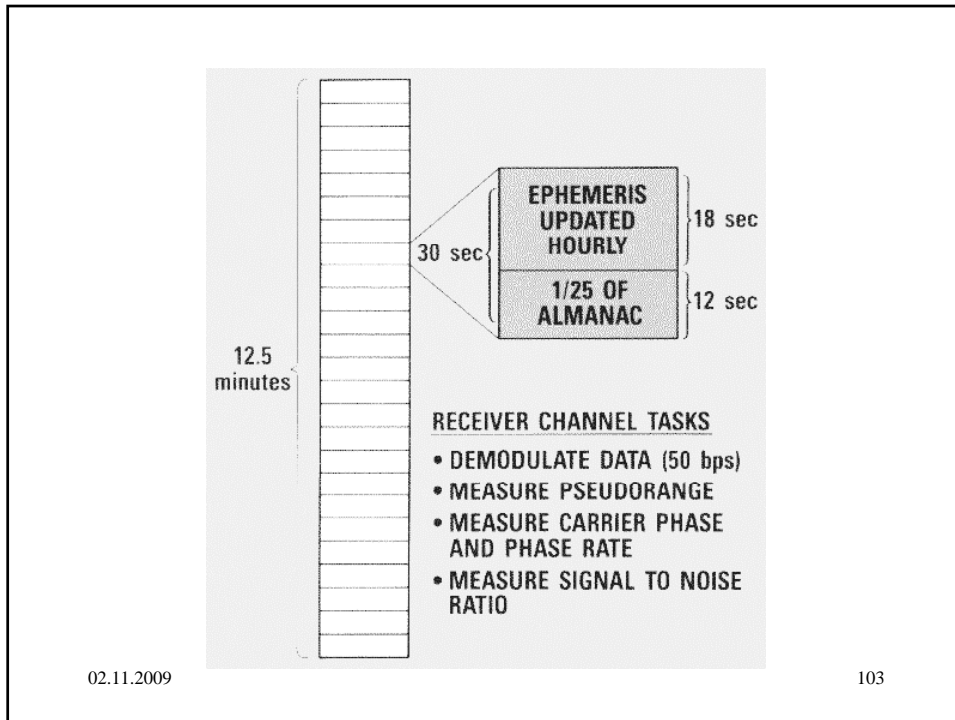 12.5
minutes
30 sec
EPHEMERIS
UPDATED
HOURLY
18 sec
1/25 OF
ALMANAC
12 sec
RECEIVER CHANNEL TASKS
• DEMODULATE DATA (50 bps)
• MEASURE PSEUDORANGE
• MEASURE CARRIER PHASE
AND PHASE RATE
• MEASURE SIGNAL TO NOISE
RATIO
02.11.2009
103